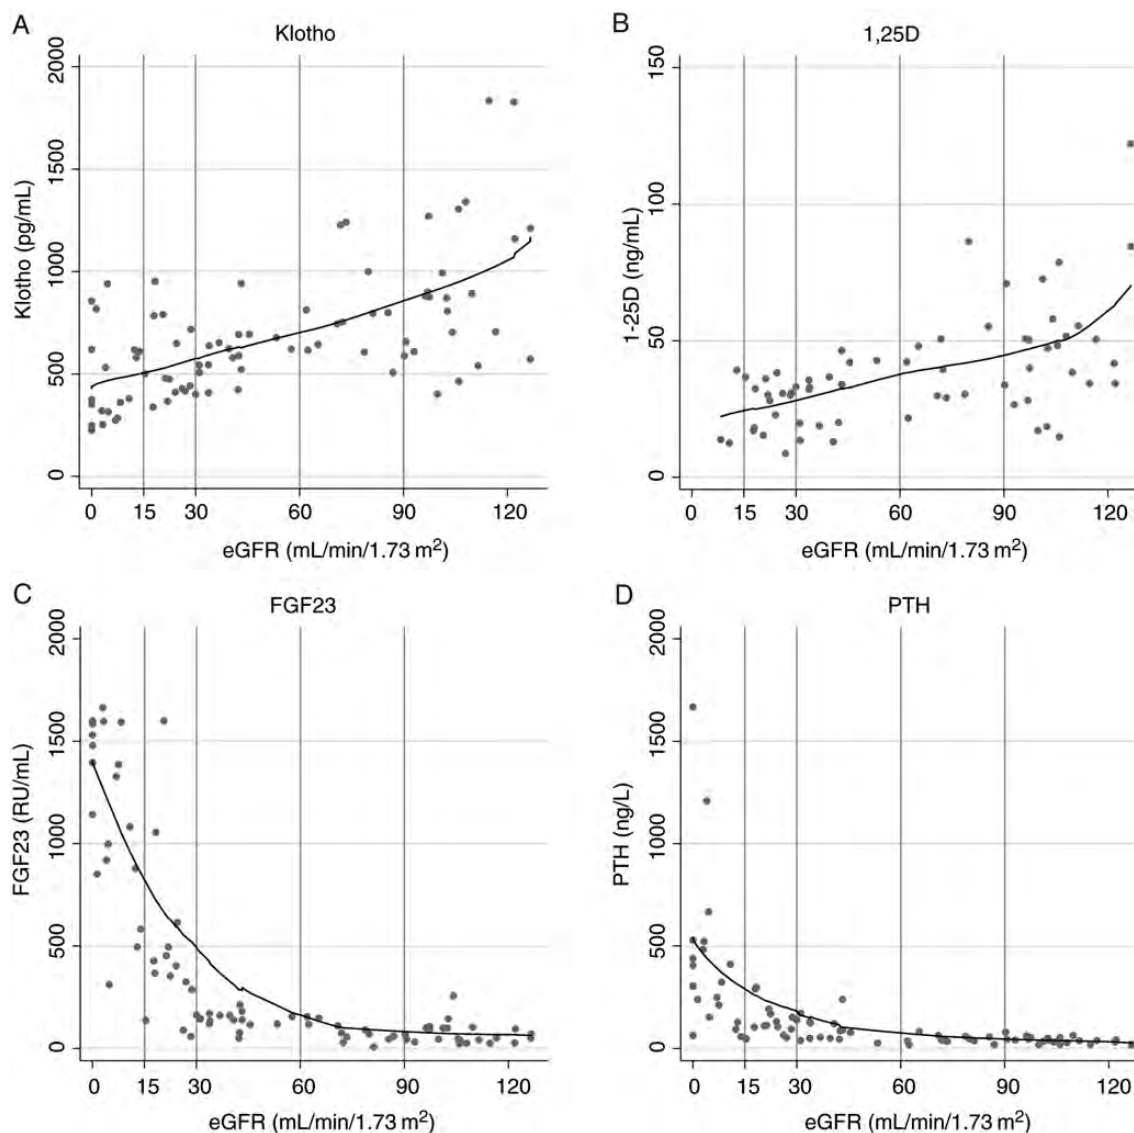 A
Klotho
2000
1500
1000
500
0
Klotho (pg/mL)
0 15 30 60 90 120
eGFR (mL/min/1.73 m²)
B
1,25D
150
100
50
0
1-25D (ng/mL)
0 15 30 60 90 120
eGFR (mL/min/1.73 m²)
C
FGF23
2000
1500
1000
500
0
FGF23 (RU/mL)
0 15 30 60 90 120
eGFR (mL/min/1.73 m²)
D
PTH
2000
1500
1000
500
0
PTH (ng/L)
0 15 30 60 90 120
eGFR (mL/min/1.73 m²)